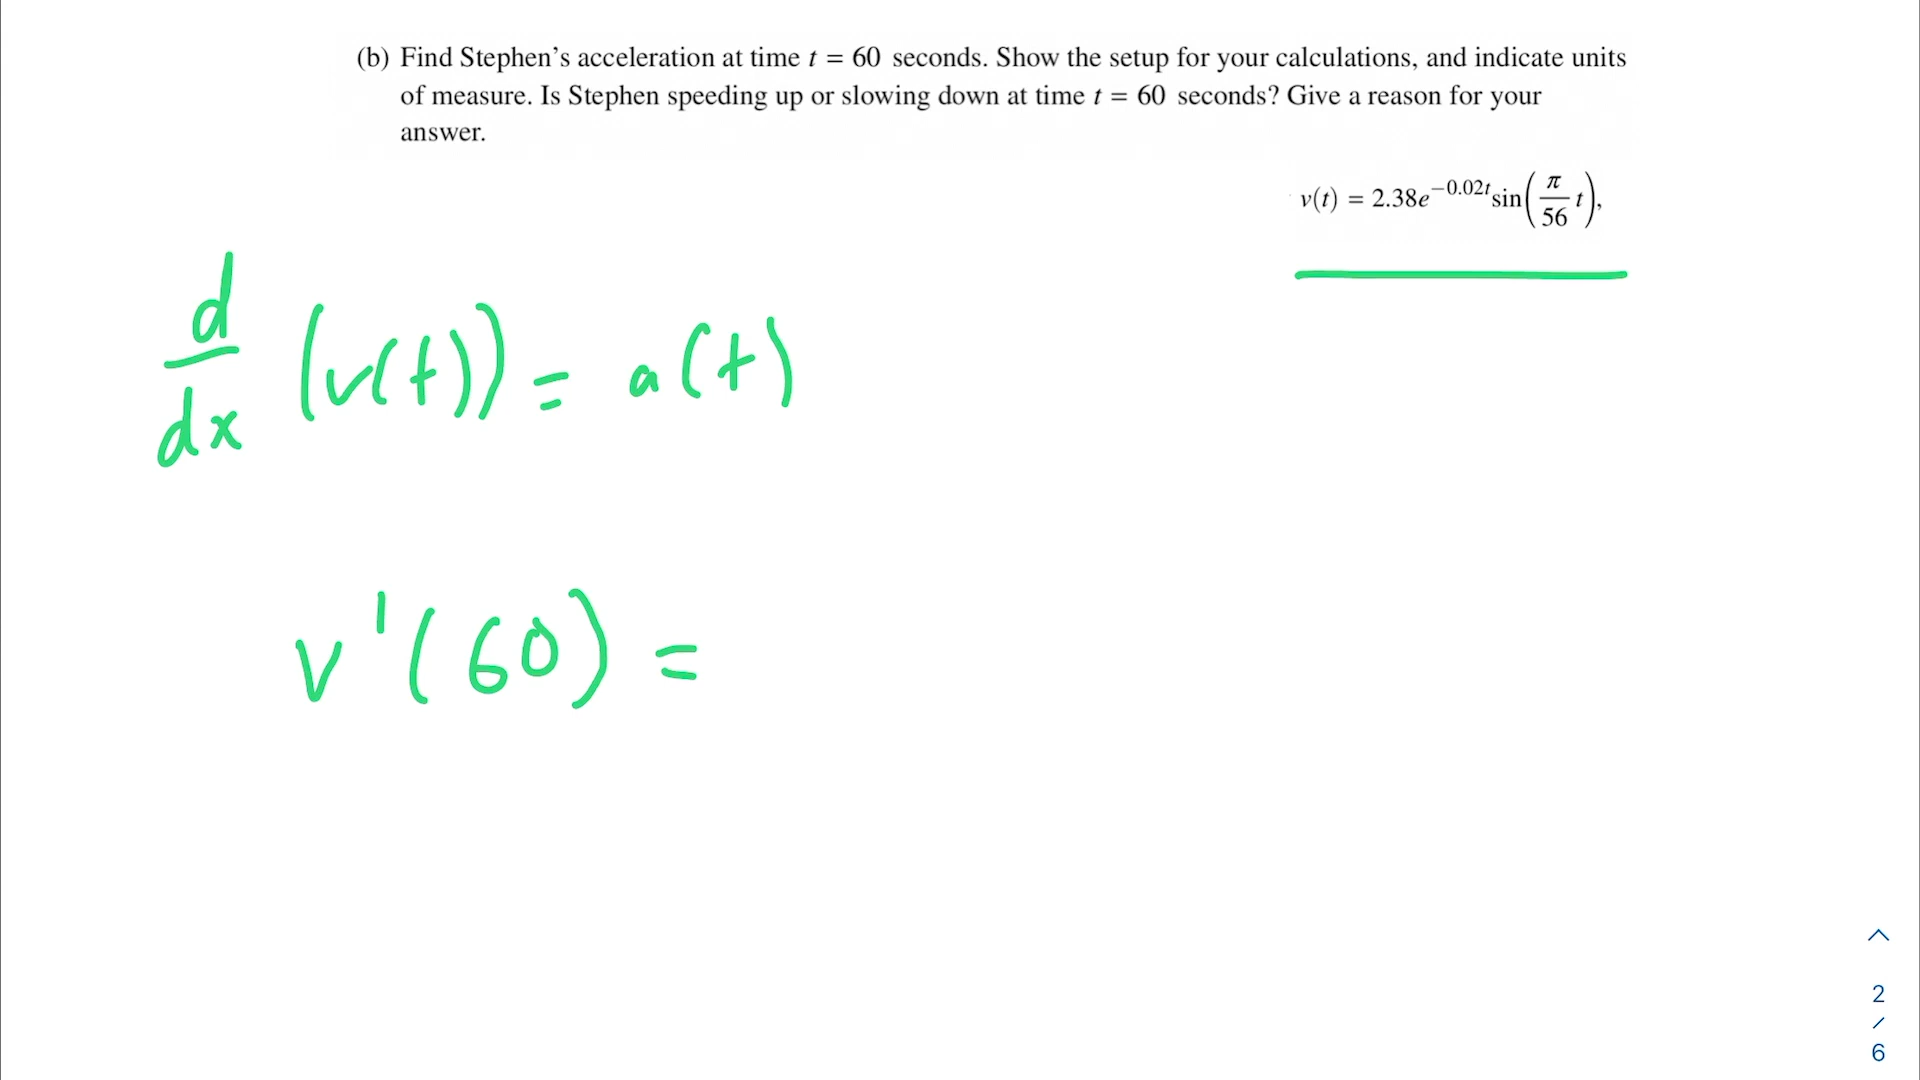 (b) Find Stephen’s acceleration at time t = 60 seconds. Show the setup for your calculations, and indicate units
of measure. Is Stephen speeding up or slowing down at time t = 60 seconds? Give a reason for your
answer.
v(t) = 2.38e^{-0.02t} sin(π/56 t),
d/dx (v(t)) = a(t)
v'(60) =
2
/
6